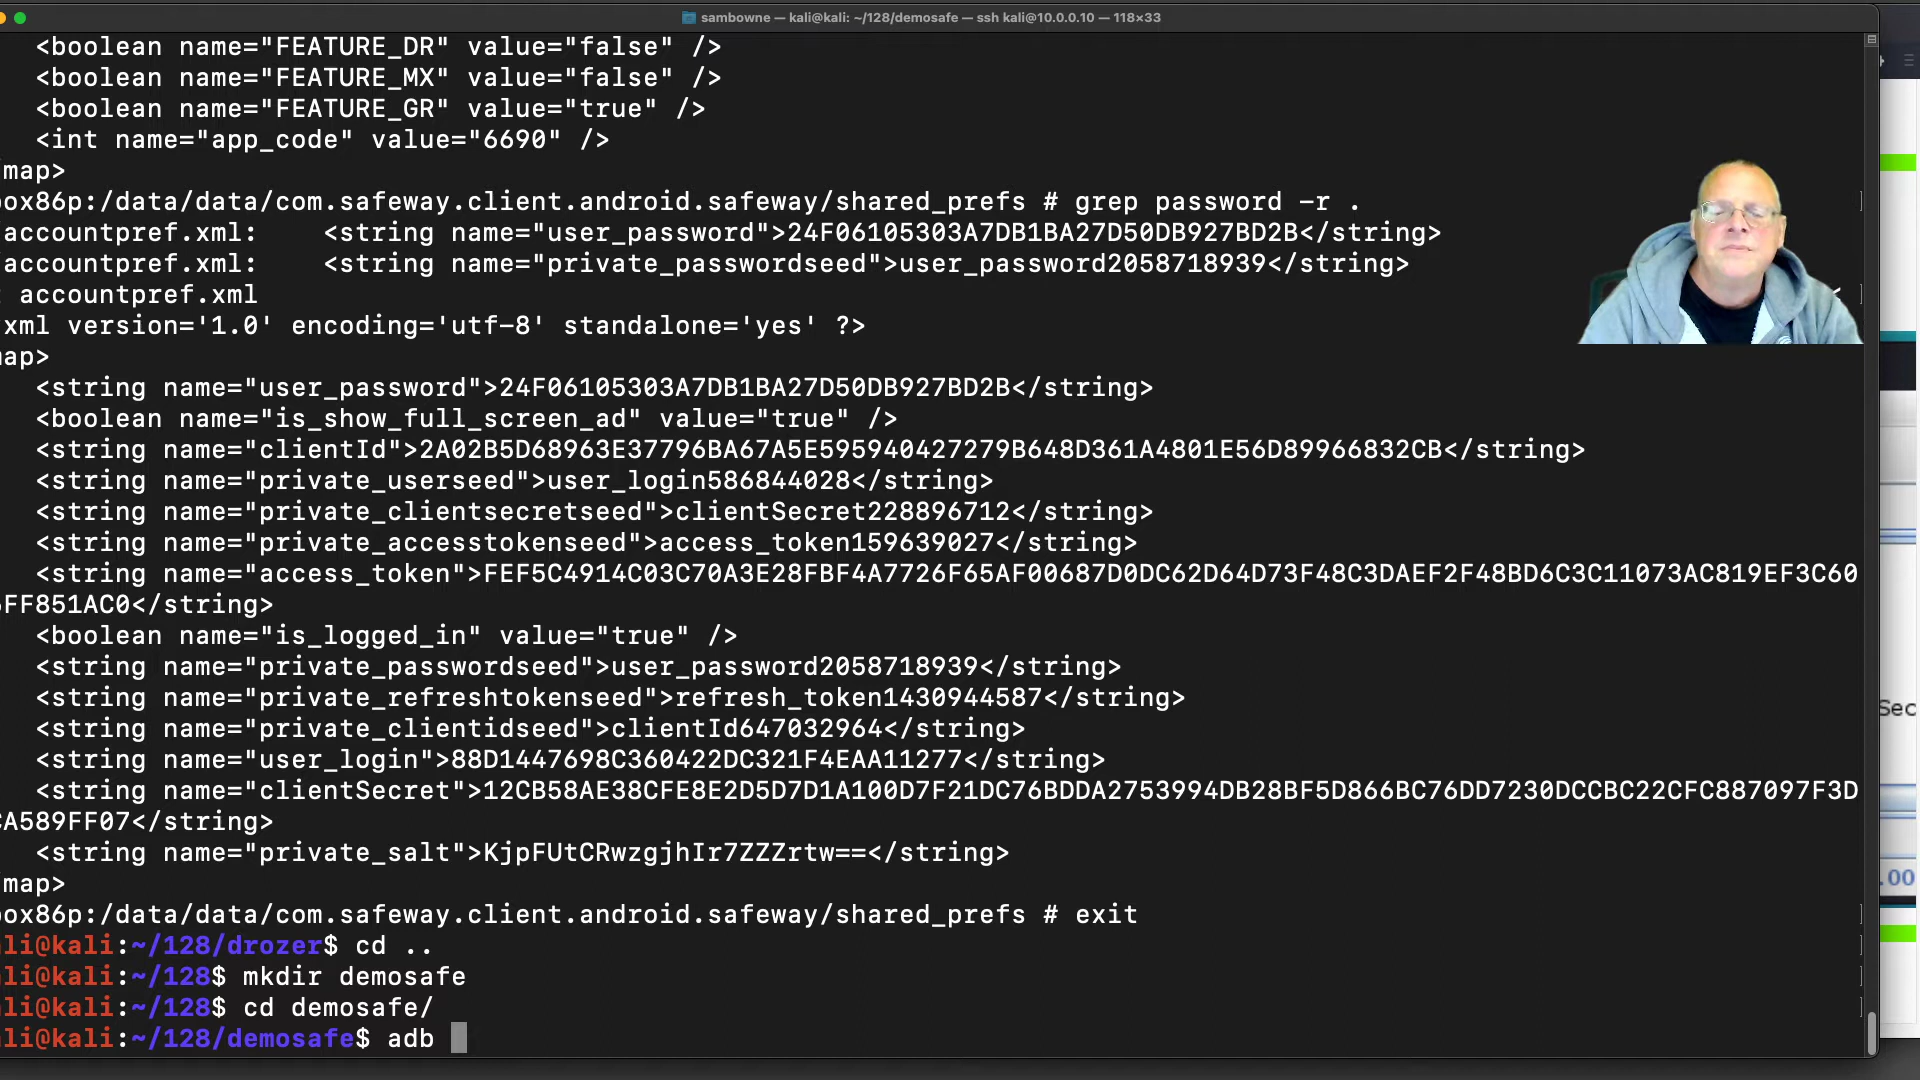 sambowne — kali@kali: ~/128/demosafe — ssh kali@10.0.0.10 — 118×33
<boolean name="FEATURE_DR" value="false" />
<boolean name="FEATURE_MX" value="false" />
<boolean name="FEATURE_GR" value="true" />
<int name="app_code" value="6690" />
map>
ox86p:/data/data/com.safeway.client.android.safeway/shared_prefs # grep password -r .
accountpref.xml:    <string name="user_password">24F06105303A7DB1BA27D50DB927BD2B</string>
accountpref.xml:    <string name="private_passwordseed">user_password2058718939</string>
accountpref.xml
xml version='1.0' encoding='utf-8' standalone='yes' ?>
map>
<string name="user_password">24F06105303A7DB1BA27D50DB927BD2B</string>
<boolean name="is_show_full_screen_ad" value="true" />
<string name="clientId">2A02B5D68963E37796BA67A5E595940427279B648D361A4801E56D89966832CB</string>
<string name="private_userseed">user_login586844028</string>
<string name="private_clientsecretseed">clientSecret228896712</string>
<string name="private_accesstokenseed">access_token159639027</string>
<string name="access_token">FEF5C4914C03C70A3E28FBF4A7726F65AF00687D0DC62D64D73F48C3DAEF2F48BD6C3C11073AC819EF3C60
FF851AC0</string>
<boolean name="is_logged_in" value="true" />
<string name="private_passwordseed">user_password2058718939</string>
<string name="private_refreshtokenseed">refresh_token1430944587</string>
<string name="private_clientidseed">clientId647032964</string>
<string name="user_login">88D1447698C360422DC321F4EAA11277</string>
<string name="clientSecret">12CB58AE38CFE8E2D5D7D1A100D7F21DC76BDDA2753994DB28BF5D866BC76DD7230DCCBC22CFC887097F3D
A589FF07</string>
<string name="private_salt">KjpFUtCRwzgjhIr7ZZZrtw==</string>
map>
ox86p:/data/data/com.safeway.client.android.safeway/shared_prefs # exit
li@kali:~/128/drozer$ cd ..
li@kali:~/128$ mkdir demosafe
li@kali:~/128$ cd demosafe/
li@kali:~/128/demosafe$ adb
Sec
.00